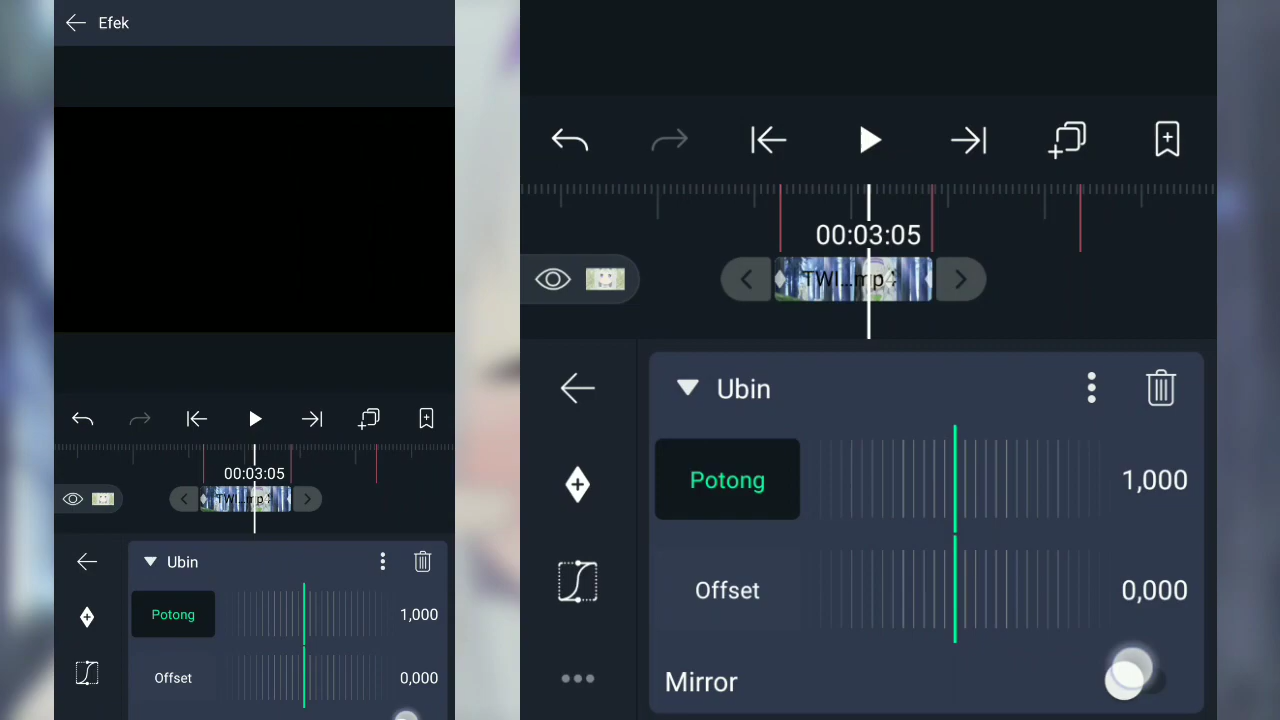 Efek
00:03:05
TWI...mp4
Ubin
Potong
1,000
Offset
0,000
00:03:05
TWI...mp4
Ubin
Potong
1,000
Offset
0,000
Mirror